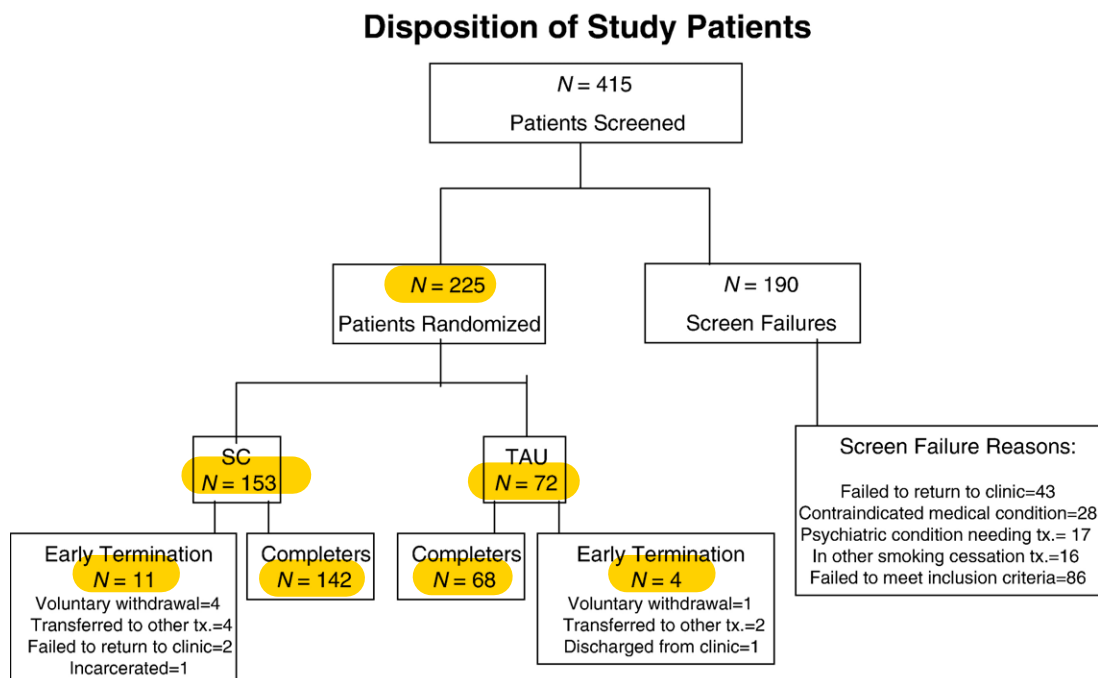 Disposition of Study Patients
N = 415
Patients Screened
N = 225
Patients Randomized
N = 190
Screen Failures
SC
N = 153
TAU
N = 72
Screen Failure Reasons:
Failed to return to clinic=43
Contraindicated medical condition=28
Psychiatric condition needing tx.= 17
In other smoking cessation tx.=16
Failed to meet inclusion criteria=86
Early Termination
N = 11
Voluntary withdrawal=4
Transferred to other tx.=4
Failed to return to clinic=2
Incarcerated=1
Completers
N = 142
Completers
N = 68
Early Termination
N = 4
Voluntary withdrawal=1
Transferred to other tx.=2
Discharged from clinic=1